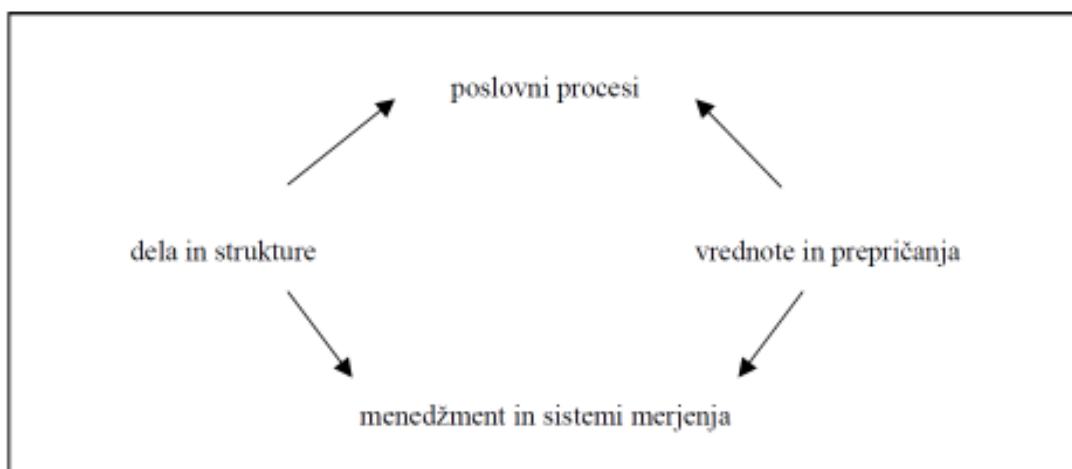 poslovni procesi
dela in strukture
vrednote in prepričanja
menedžment in sistemi merjenja